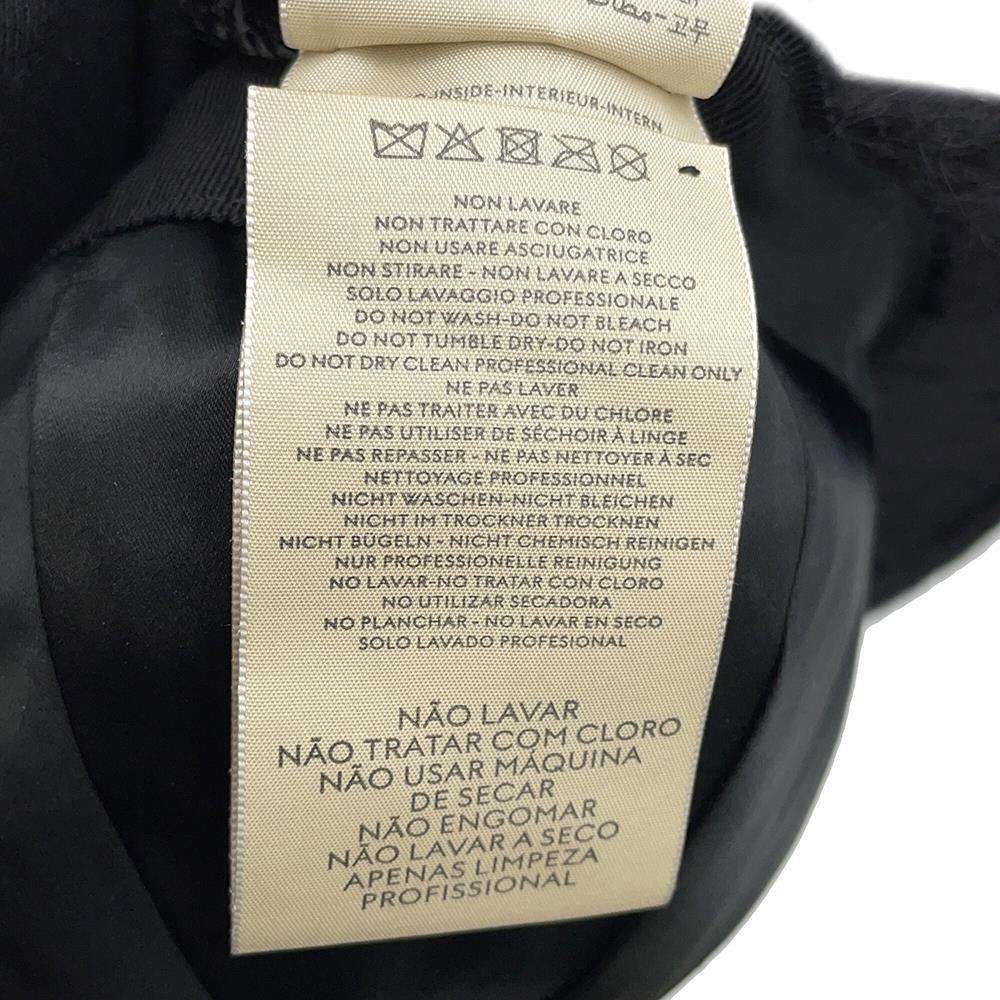 고무
INSIDE-INTERIEUR-INTERN
NON LAVARE
NON TRATTARE CON CLORO
NON USARE ASCIUGATRICE
NON STIRARE - NON LAVARE A SECCO
SOLO LAVAGGIO PROFESSIONALE
DO NOT WASH-DO NOT BLEACH
DO NOT TUMBLE DRY-DO NOT IRON
DO NOT DRY CLEAN PROFESSIONAL CLEAN ONLY
NE PAS LAVER
NE PAS TRAITER AVEC DU CHLORE
NE PAS UTILISER DE SÉCHOIR À LINGE
NE PAS REPASSER - NE PAS NETTOYER À SEC
NETTOYAGE PROFESSIONNEL
NICHT WASCHEN-NICHT BLEICHEN
NICHT IM TROCKNER TROCKNEN
NICHT BÜGELN - NICHT CHEMISCH REINIGEN
NUR PROFESSIONELLE REINIGUNG
NO LAVAR-NO TRATAR CON CLORO
NO UTILIZAR SECADORA
NO PLANCHAR - NO LAVAR EN SECO
SOLO LAVADO PROFESIONAL
NÃO LAVAR
NÃO TRATAR COM CLORO
NÃO USAR MÁQUINA
DE SECAR
NÃO ENGOMAR
NÃO LAVAR A SECO
APENAS LIMPEZA
PROFISSIONAL